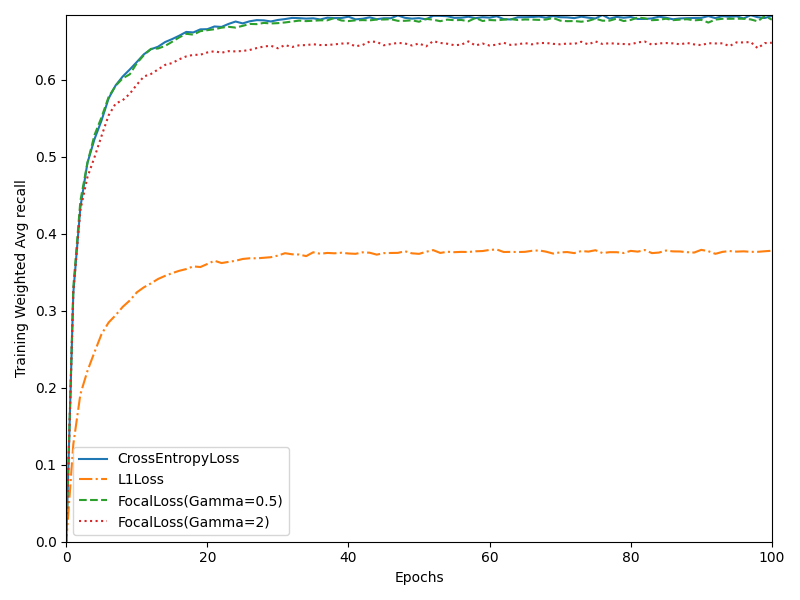 Training Weighted Avg recall
0.6
0.5
0.4
0.3
0.2
0.1
0.0
CrossEntropyLoss
L1Loss
FocalLoss(Gamma=0.5)
FocalLoss(Gamma=2)
0 20 40 60 80 100
Epochs